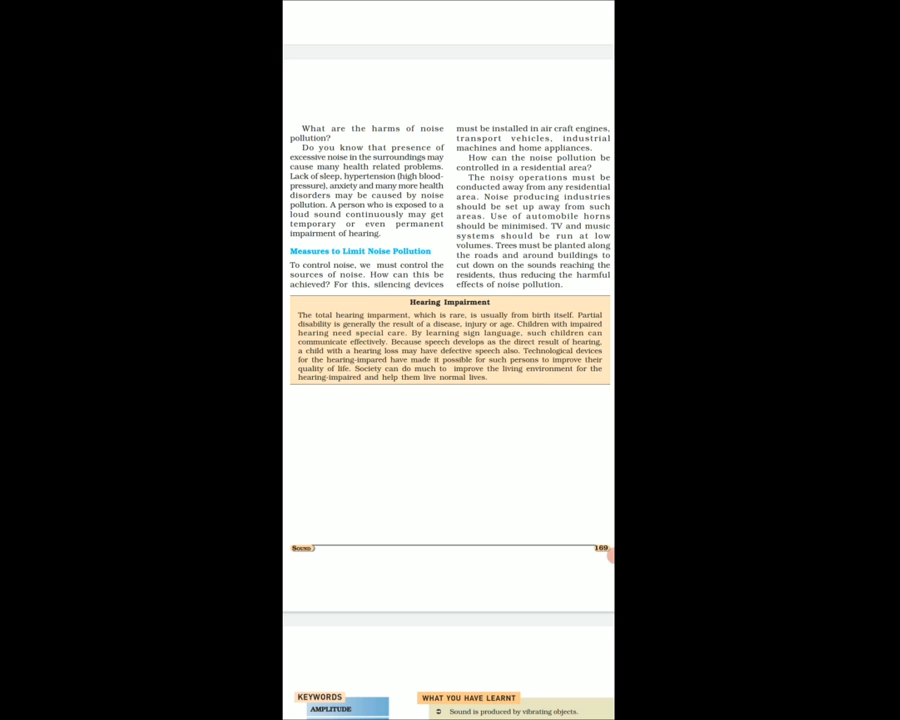 What are the harms of noise
pollution?
Do you know that presence of
excessive noise in the surroundings may
cause many health related problems.
Lack of sleep, hypertension (high blood-
pressure), anxiety and many more health
disorders may be caused by noise
pollution. A person who is exposed to a
loud sound continuously may get
temporary or even permanent
impairment of hearing.
Measures to Limit Noise Pollution
To control noise, we must control the
sources of noise. How can this be
achieved? For this, silencing devices
must be installed in air craft engines,
transport vehicles, industrial
machines and home appliances.
How can the noise pollution be
controlled in a residential area?
The noisy operations must be
conducted away from any residential
area. Noise producing industries
should be set up away from such
areas. Use of automobile horns
should be minimised. TV and music
systems should be run at low
volumes. Trees must be planted along
the roads and around buildings to
cut down on the sounds reaching the
residents, thus reducing the harmful
effects of noise pollution.
Hearing Impairment
The total hearing imparment, which is rare, is usually from birth itself. Partial
disability is generally the result of a disease, injury or age. Children with impaired
hearing need special care. By learning sign language, such children can
communicate effectively. Because speech develops as the direct result of hearing,
a child with a hearing loss may have defective speech also. Technological devices
for the hearing-impared have made it possible for such persons to improve their
quality of life. Society can do much to improve the living environment for the
hearing-impaired and help them live normal lives.
SOUND
169
KEYWORDS
AMPLITUDE
WHAT YOU HAVE LEARNT
➲ Sound is produced by vibrating objects.